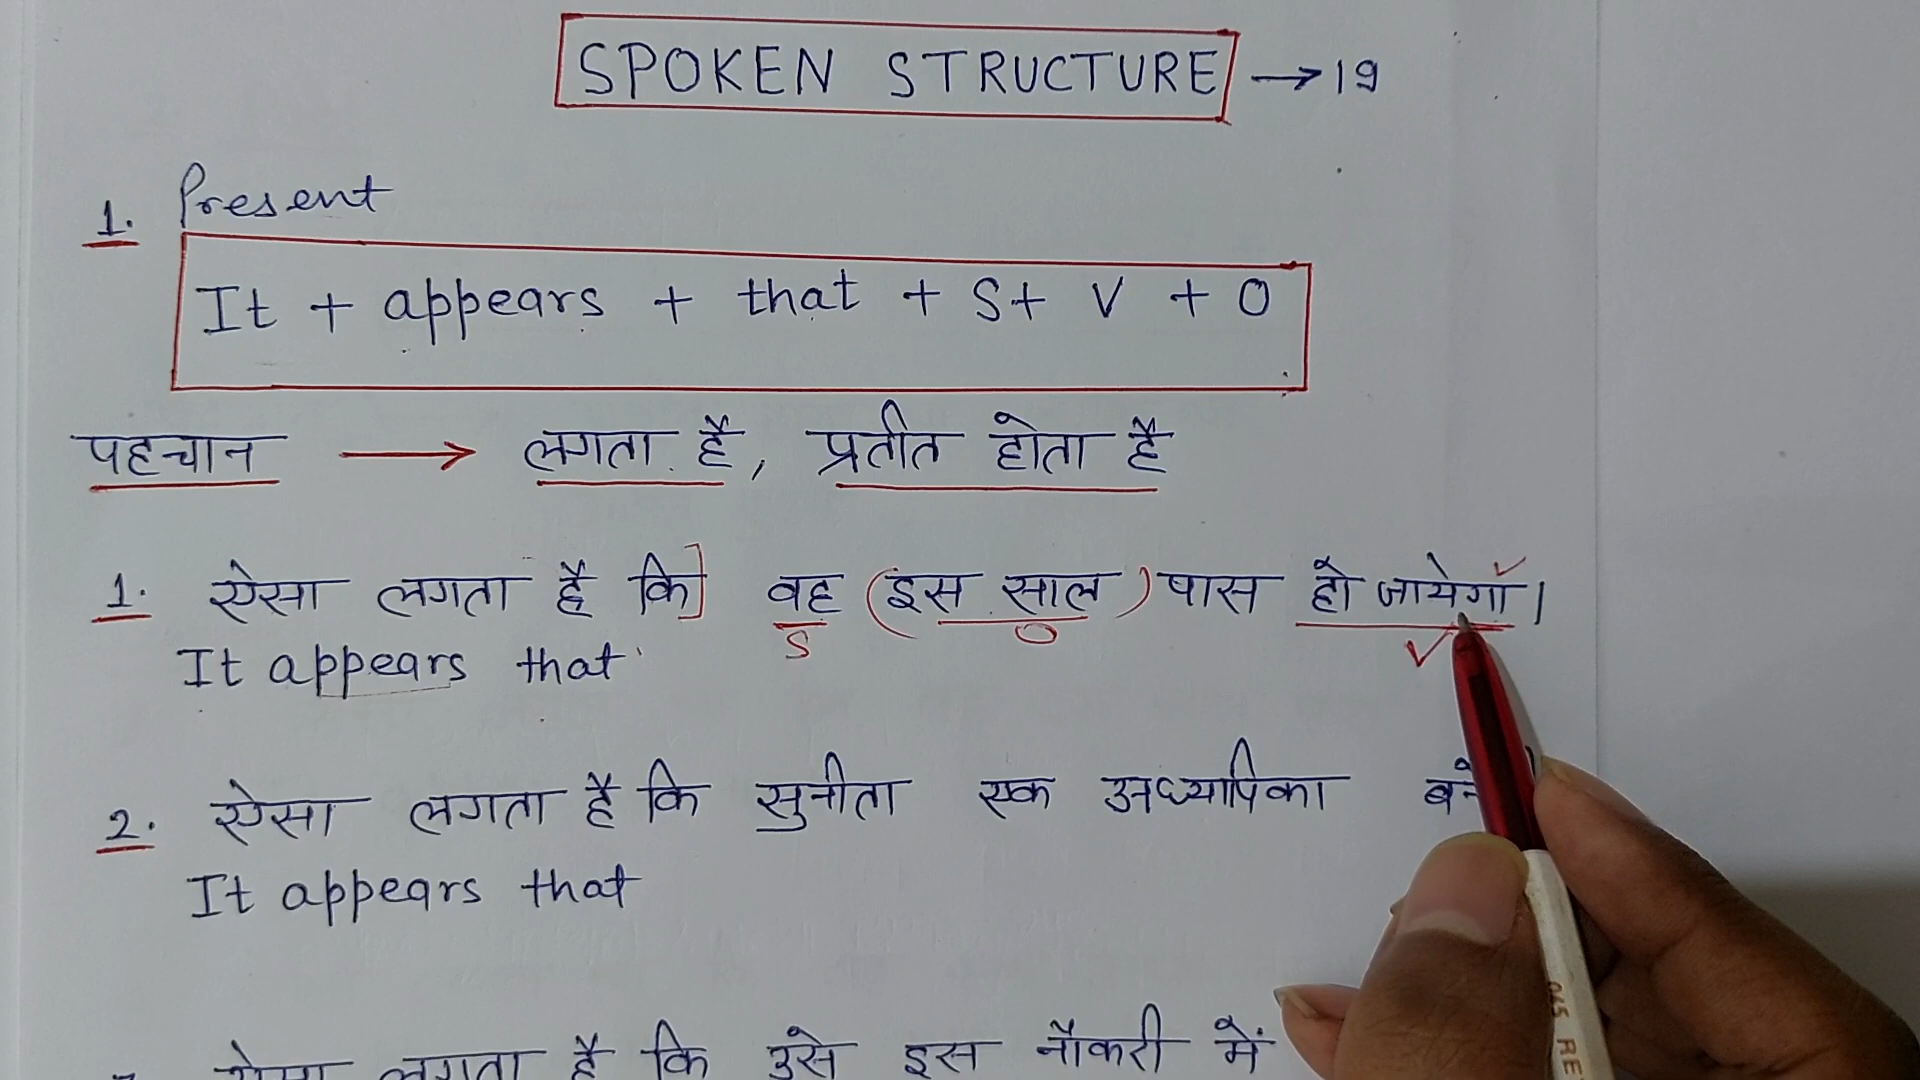 SPOKEN STRUCTURE → 19
1. Present
It + appears + that + S + V + O
पहचान → लगता है, प्रतीत होता है
1. ऐसा लगता है कि] वह (इस साल) पास हो जायेगा।
S O
It appears that
2. ऐसा लगता है कि सुनीता एक अध्यापिका
It appears that
ऐसा लगता है कि उसे इस नौकरी में